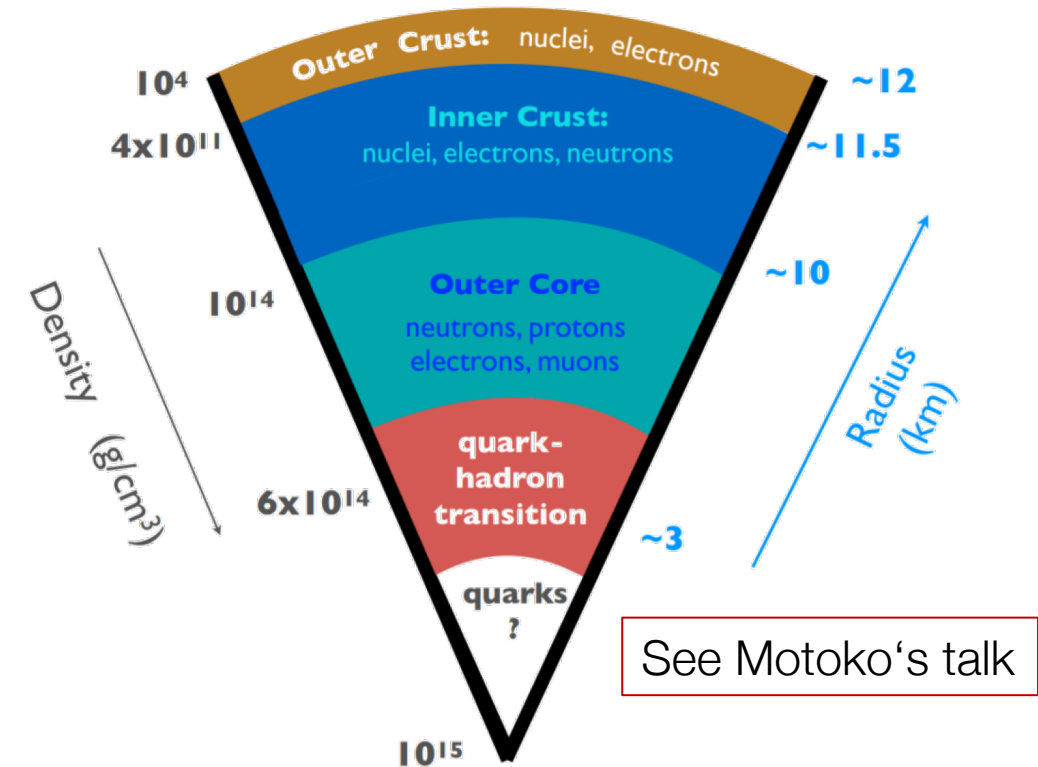 Outer Crust: nuclei, electrons
10⁴
~12
Inner Crust:
4x10¹¹
~11.5
nuclei, electrons, neutrons
~10
Outer Core
10¹⁴
neutrons, protons
electrons, muons
Density (g/cm³)
Radius
(km)
quark-
hadron
transition
6x10¹⁴
~3
quarks
?
See Motoko‘s talk
10¹⁵